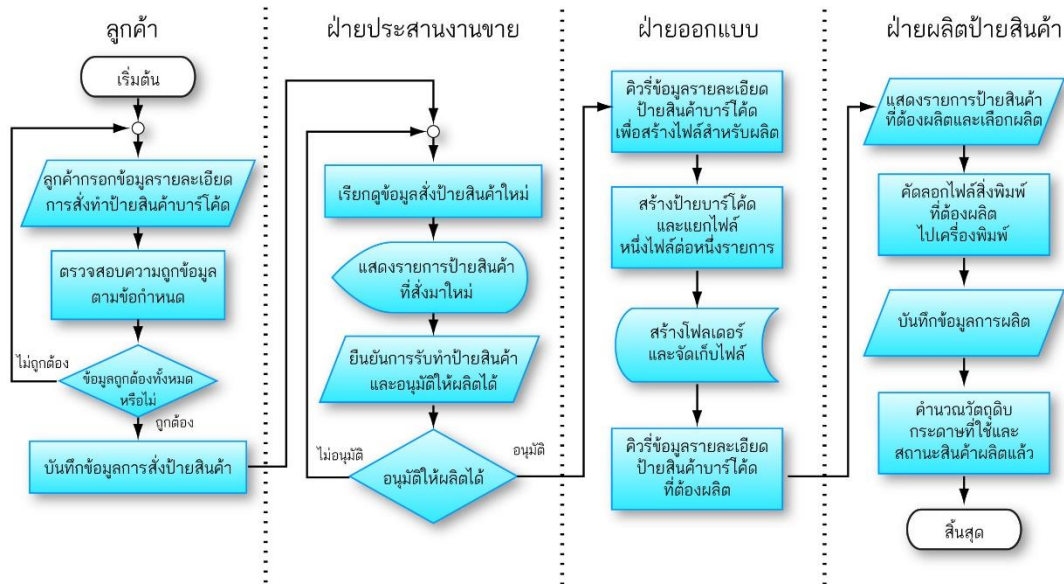 ลูกค้า
เริ่มต้น
ลูกค้ากรอกข้อมูลรายละเอียด
การสั่งทำป้ายสินค้าบาร์โค้ด
ตรวจสอบความถูกข้อมูล
ตามข้อกำหนด
ไม่ถูกต้อง
ข้อมูลถูกต้องทั้งหมด
หรือไม่
ถูกต้อง
บันทึกข้อมูลการสั่งป้ายสินค้า
ฝ่ายประสานงานขาย
เรียกดูข้อมูลสั่งป้ายสินค้าใหม่
แสดงรายการป้ายสินค้า
ที่สั่งมาใหม่
ยืนยันการรับทำป้ายสินค้า
และอนุมัติให้ผลิตได้
ไม่อนุมัติ
อนุมัติ
อนุมัติให้ผลิตได้
ฝ่ายออกแบบ
คิวรี่ข้อมูลรายละเอียด
ป้ายสินค้าบาร์โค้ด
เพื่อสร้างไฟล์สำหรับผลิต
สร้างป้ายบาร์โค้ด
และแยกไฟล์
หนึ่งไฟล์ต่อหนึ่งรายการ
สร้างโฟลเดอร์
และจัดเก็บไฟล์
คิวรี่ข้อมูลรายละเอียด
ป้ายสินค้าบาร์โค้ด
ที่ต้องผลิต
ฝ่ายผลิตป้ายสินค้า
แสดงรายการป้ายสินค้า
ที่ต้องผลิตและเลือกผลิต
คัดลอกไฟล์สิ่งพิมพ์
ที่ต้องผลิต
ไปเครื่องพิมพ์
บันทึกข้อมูลการผลิต
คำนวณวัตถุดิบ
กระดาษที่ใช้และ
สถานะสินค้าผลิตแล้ว
สิ้นสุด